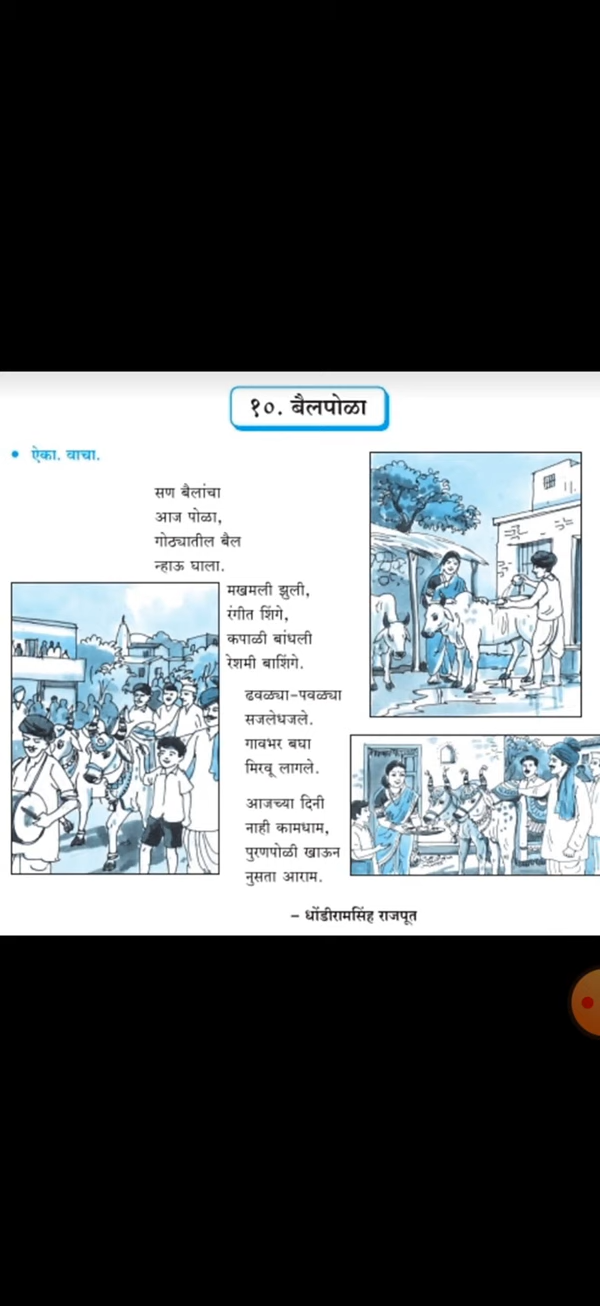 १०. बैलपोळा
• ऐका. वाचा.
सण बैलांचा
आज पोळा,
गोठ्यातील बैल
न्हाऊ घाला.
मखमली झुली,
रंगीत शिंगे,
कपाळी बांधली
रेशमी बाशिंगे.
ढवळ्या-पवळ्या
सजलेधजले.
गावभर बघा
मिरवू लागले.
आजच्या दिनी
नाही कामधाम,
पुरणपोळी खाऊन
नुसता आराम.
– धोंडीरामसिंह राजपूत